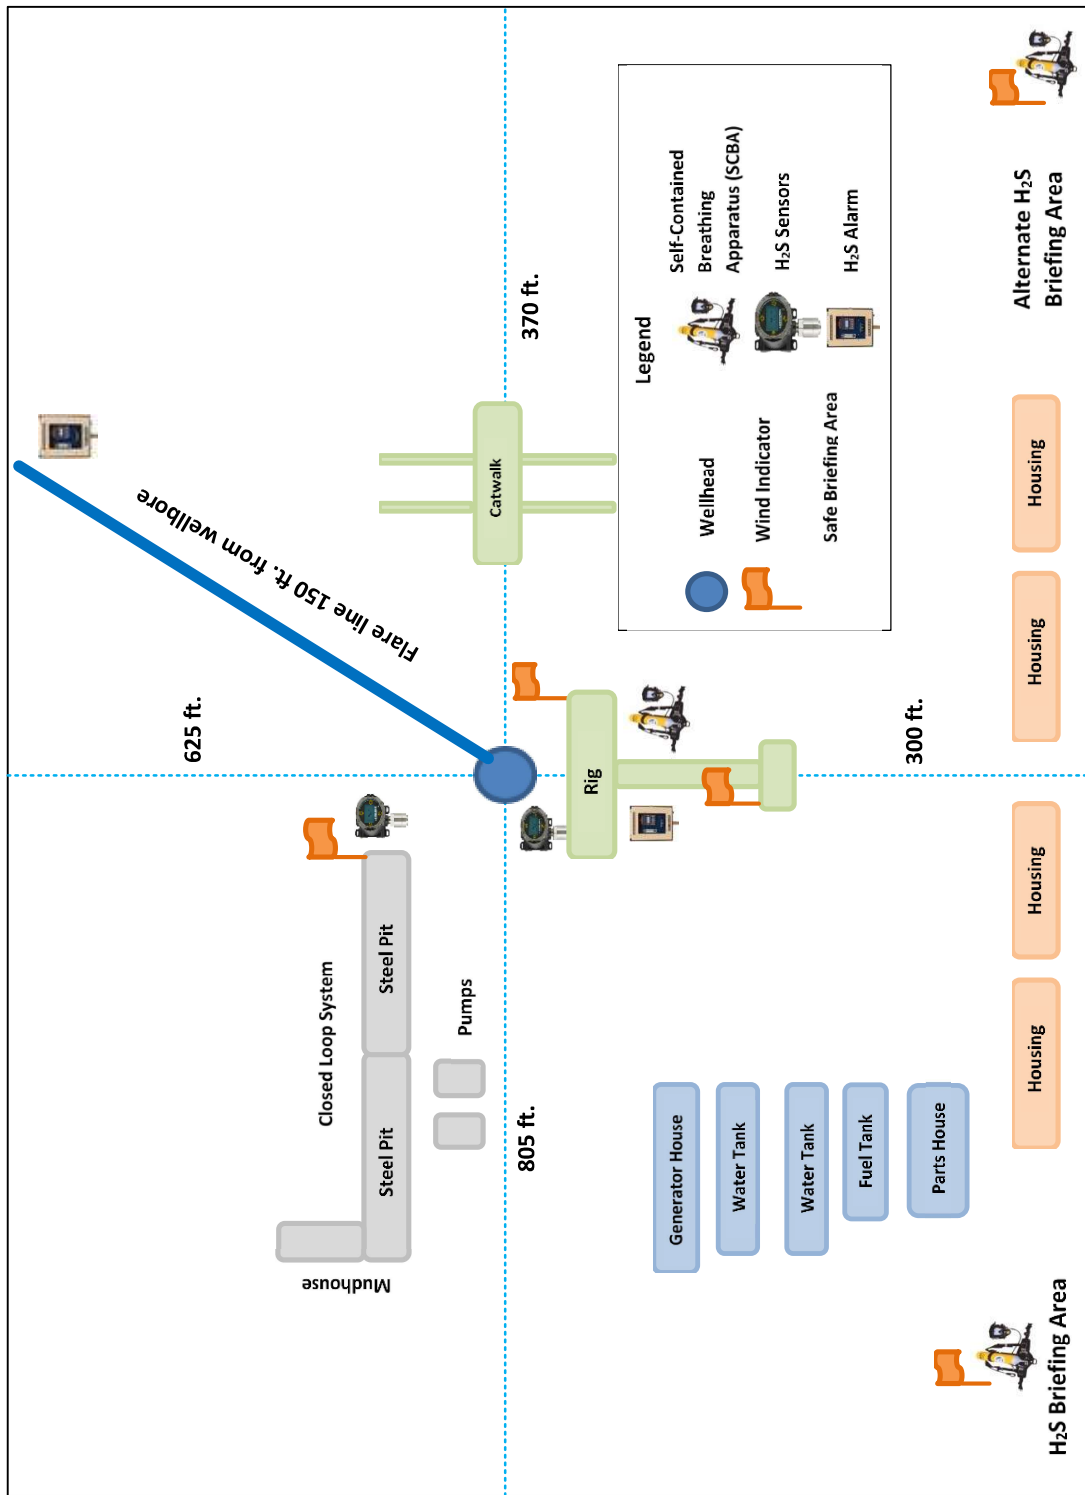 625 ft.
Flare line 150 ft. from wellbore
Closed Loop System
Mudhouse
Steel Pit
Steel Pit
Pumps
805 ft.
370 ft.
Catwalk
Rig
300 ft.
Generator House
Water Tank
Water Tank
Fuel Tank
Parts House
Legend
Wellhead
Wind Indicator
Safe Briefing Area
Self-Contained
Breathing
Apparatus (SCBA)
H₂S Sensors
H₂S Alarm
Housing
Housing
Housing
Housing
H₂S Briefing Area
Alternate H₂S
Briefing Area